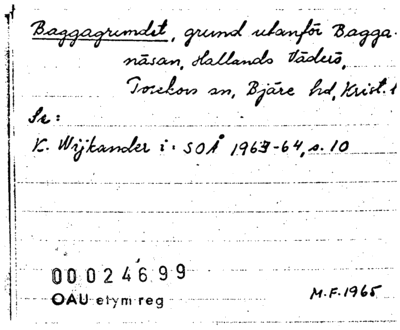 Baggagrundet, grund utanför Bagga-
näsan, Hallands Väderö,
Torekov sn, Bjäre hd, Krist. l
Se:
K. Wijkander i: SOÅ 1963-64, s. 10
00024699
OAU etym reg
M.F. 1965